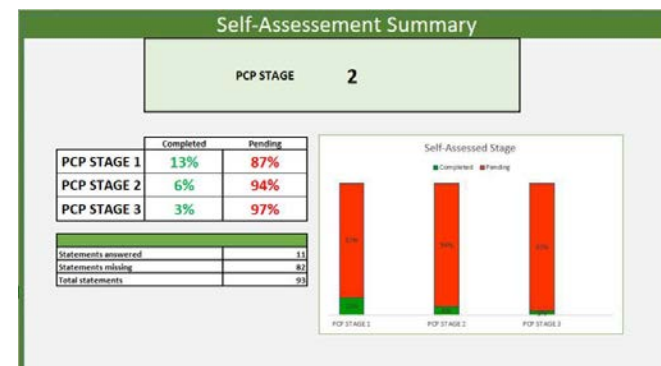 Self-Assessement Summary
PCP STAGE 2
Completed Pending
PCP STAGE 1 13% 87%
PCP STAGE 2 6% 94%
PCP STAGE 3 3% 97%
Statements answered 11
Statements missing 82
Total statements 93
Self-Assessed Stage
Completed Pending
94%
PCP STAGE 1 PCP STAGE 2 PCP STAGE 3